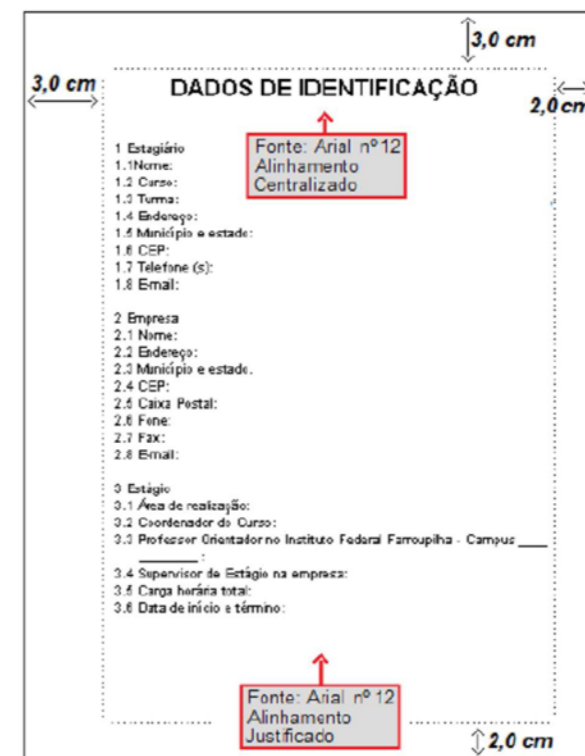 3,0 cm
3,0 cm
DADOS DE IDENTIFICAÇÃO
2,0 cm
Fonte: Arial nº 12
Alinhamento
Centralizado
1 Estagiário
1.1Nome:
1.2 Curso:
1.3 Turma:
1.4 Endereço:
1.5 Município e estado:
1.6 CEP:
1.7 Telefone (s):
1.8 E-mail:
2 Empresa
2.1 Nome:
2.2 Endereço:
2.3 Município e estado.
2.4 CEP:
2.5 Caixa Postal:
2.6 Fone:
2.7 Fax:
2.8 E-mail:
3 Estágio
3.1 Área de realização:
3.2 Coordenador do Curso:
3.3 Professor Orientador no Instituto Federal Farroupilha - Campus ____
________ :
3.4 Supervisor de Estágio na empresa:
3.5 Carga horária total:
3.6 Data de início e término:
Fonte: Arial nº 12
Alinhamento
Justificado
2,0 cm